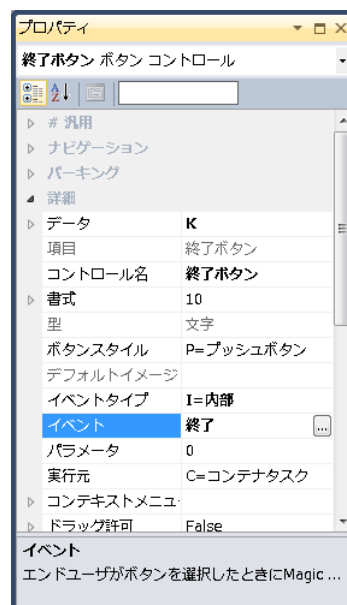 プロパティ
終了ボタン ボタン コントロール
# 汎用
ナビゲーション
パーキング
詳細
データ K
項目 終了ボタン
コントロール名 終了ボタン
書式 10
型 文字
ボタンスタイル P=プッシュボタン
デフォルトイメージ
イベントタイプ I=内部
イベント 終了 ...
パラメータ 0
実行元 C=コンテナタスク
コンテキストメニュ
ドラッグ許可 False
イベント
エンドユーザがボタンを選択したときにMagic ...